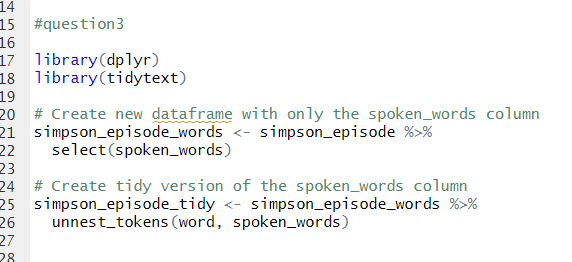 14
15 #question3
16
17 library(dplyr)
18 library(tidytext)
19
20 # Create new dataframe with only the spoken_words column
21 simpson_episode_words <- simpson_episode %>%
22   select(spoken_words)
23
24 # Create tidy version of the spoken_words column
25 simpson_episode_tidy <- simpson_episode_words %>%
26   unnest_tokens(word, spoken_words)
27
28